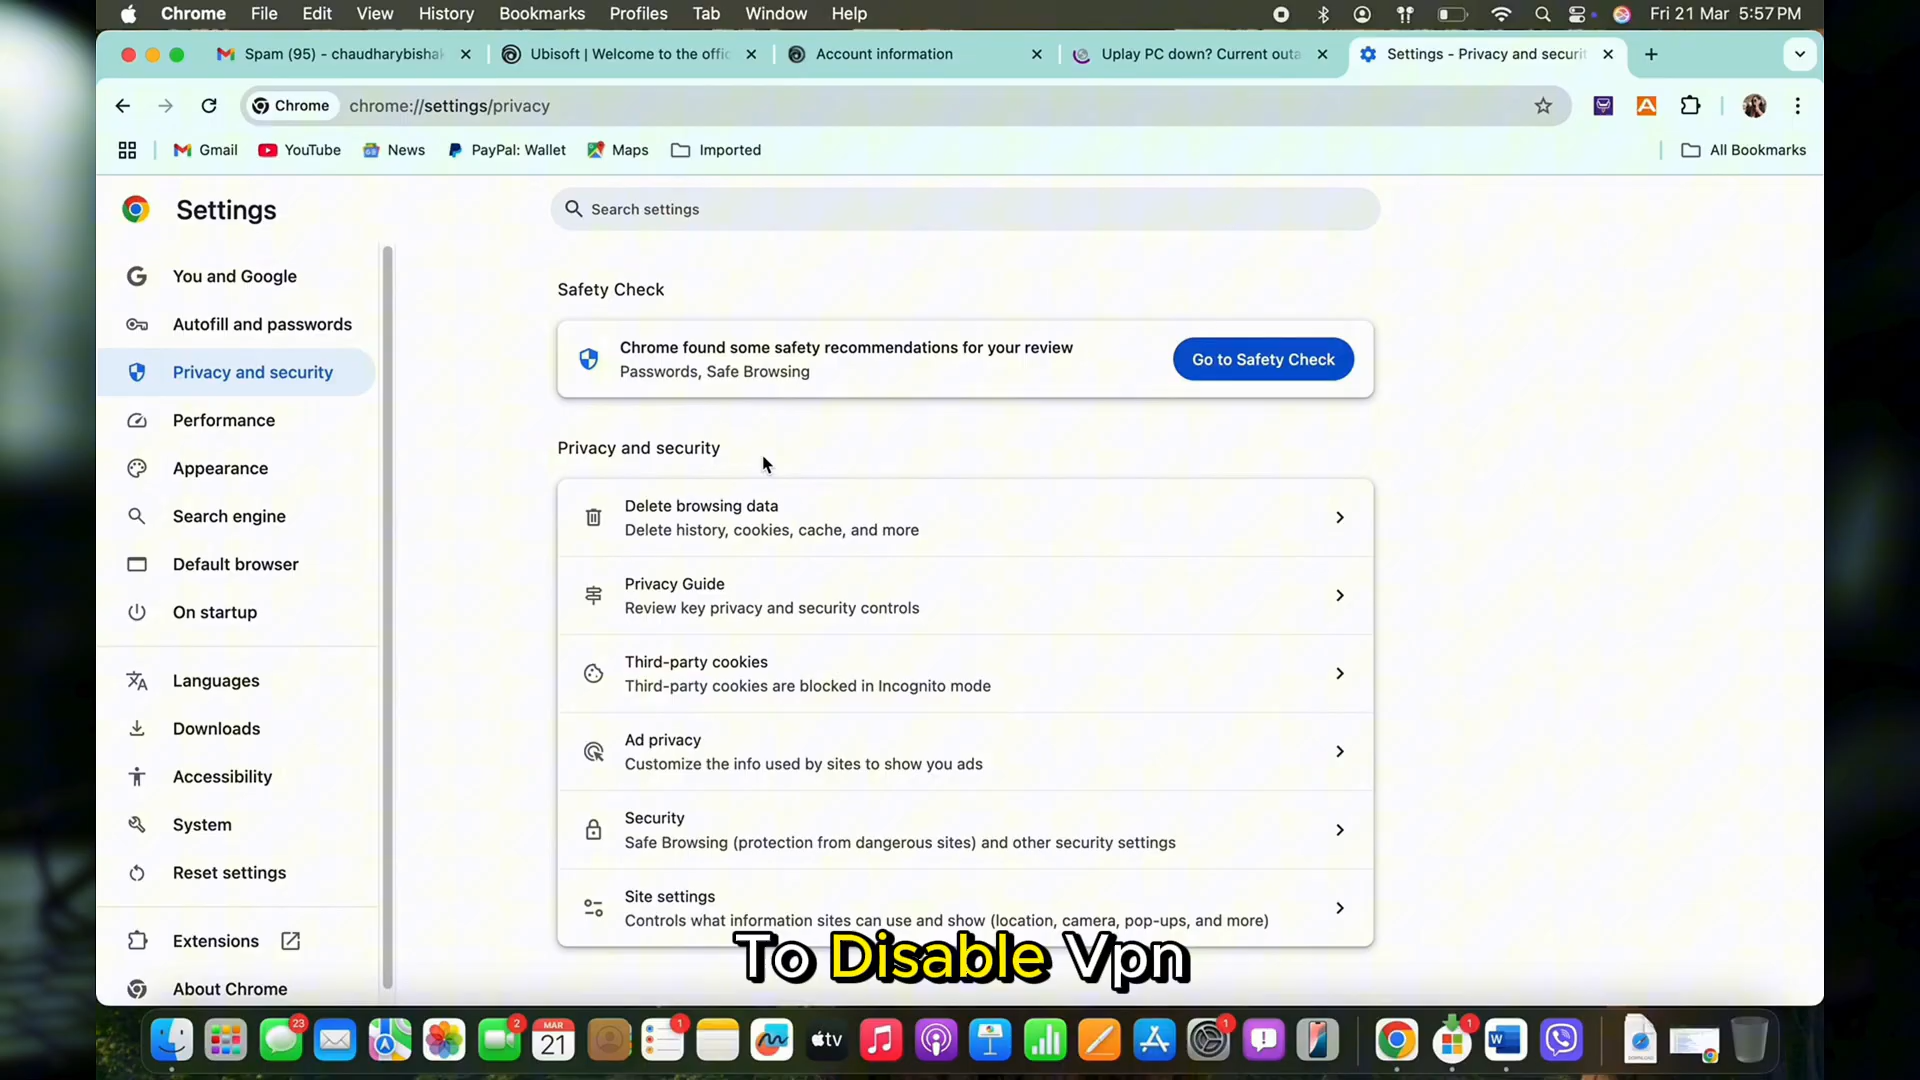 Chrome File Edit View History Bookmarks Profiles Tab Window Help Fri 21 Mar 5:57 PM
Spam (95) - chaudharybishak Ubisoft | Welcome to the offic Account information Uplay PC down? Current outa Settings - Privacy and securi
Chrome chrome://settings/privacy
Gmail YouTube News PayPal: Wallet Maps Imported All Bookmarks
Settings
Search settings
You and Google
Autofill and passwords
Privacy and security
Performance
Appearance
Search engine
Default browser
On startup
Languages
Downloads
Accessibility
System
Reset settings
Extensions
About Chrome
Safety Check
Chrome found some safety recommendations for your review
Passwords, Safe Browsing
Go to Safety Check
Privacy and security
Delete browsing data
Delete history, cookies, cache, and more
Privacy Guide
Review key privacy and security controls
Third-party cookies
Third-party cookies are blocked in Incognito mode
Ad privacy
Customize the info used by sites to show you ads
Security
Safe Browsing (protection from dangerous sites) and other security settings
Site settings
Controls what information sites can use and show (location, camera, pop-ups, and more)
To Disable Vpn
23 2 MAR 21 1 tv 1 1 W